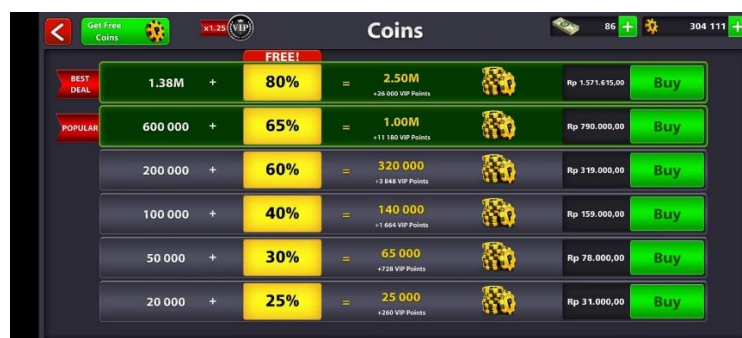 Get Free
Coins
x1.25 VIP
Coins
86
304 111
FREE!
BEST
DEAL
1.38M + 80% = 2.50M
+26 000 VIP Points
Rp 1.571.615,00
Buy
POPULAR
600 000 + 65% = 1.00M
+11 180 VIP Points
Rp 790.000,00
Buy
200 000 + 60% = 320 000
+3 848 VIP Points
Rp 319.000,00
Buy
100 000 + 40% = 140 000
+1 664 VIP Points
Rp 159.000,00
Buy
50 000 + 30% = 65 000
+728 VIP Points
Rp 78.000,00
Buy
20 000 + 25% = 25 000
+260 VIP Points
Rp 31.000,00
Buy